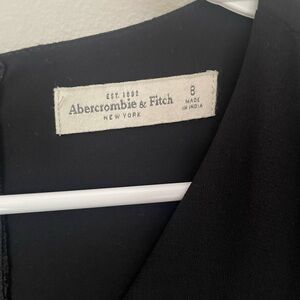 EST. 1892
Abercrombie & Fitch
NEW YORK
8
MADE
IN INDIA